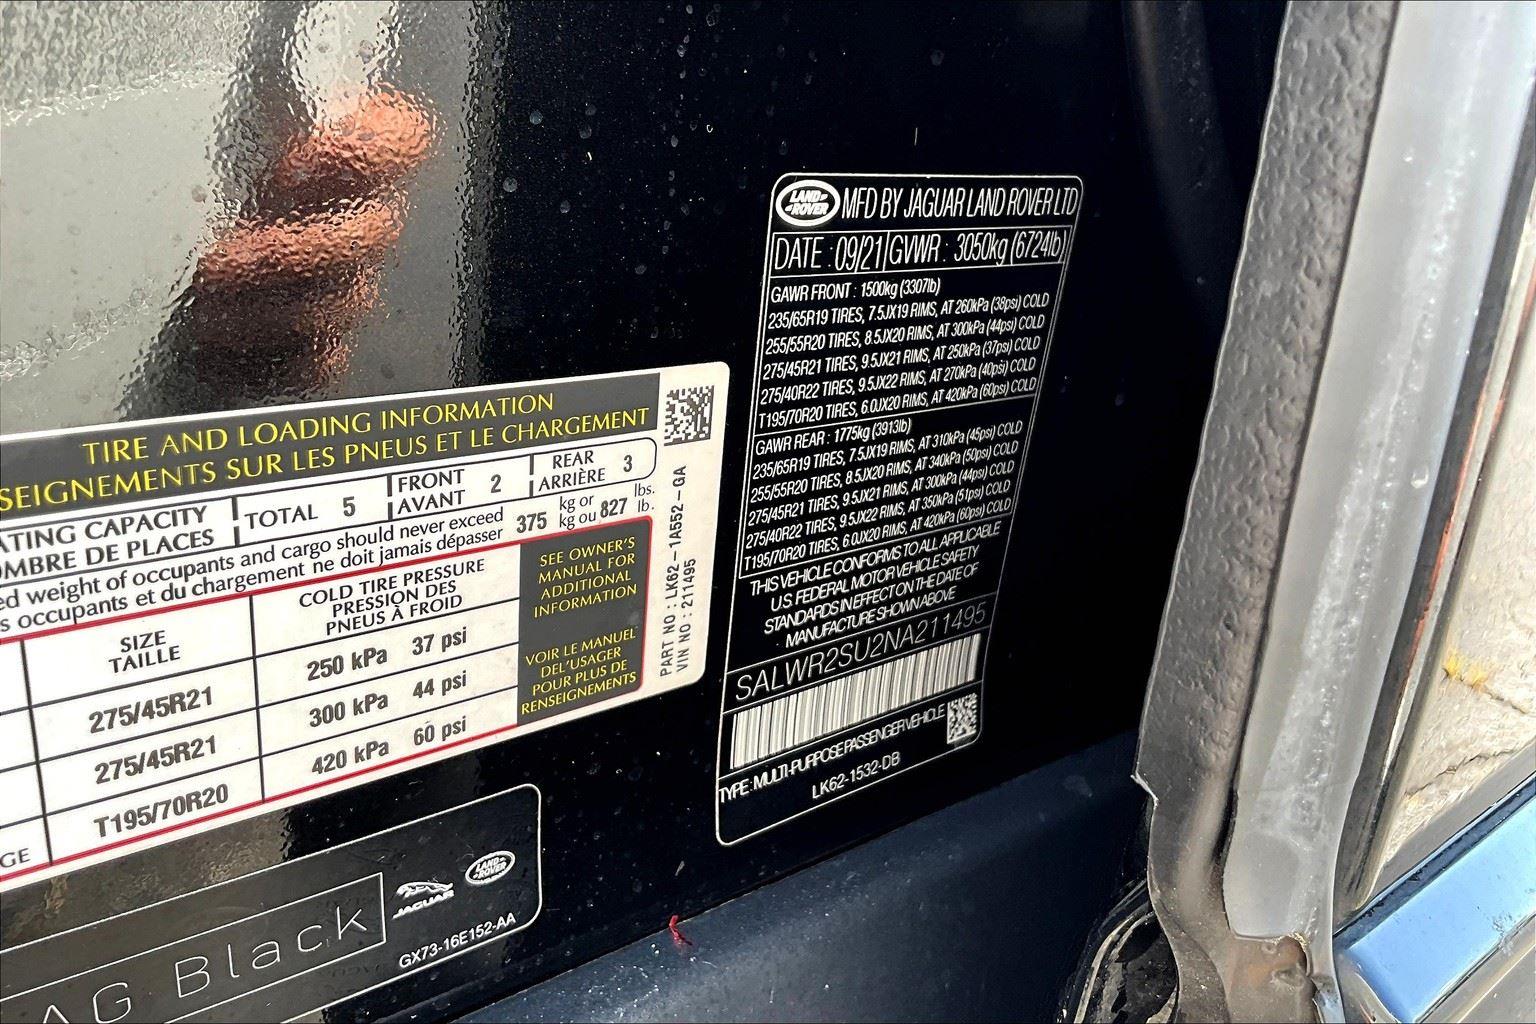 TIRE AND LOADING INFORMATION
SEIGNEMENTS SUR LES PNEUS ET LE CHARGEMENT
ATING CAPACITY
OMBRE DE PLACES
TOTAL 5
FRONT
AVANT 2
REAR
ARRIÈRE 3
ed weight of occupants and cargo should never exceed
s occupants et du chargement ne doit jamais dépasser
375 kg or
kg ou 827 lbs.
lb.
SIZE
TAILLE
COLD TIRE PRESSURE
PRESSION DES
PNEUS À FROID
275/45R21 250 kPa 37 psi
275/45R21 300 kPa 44 psi
GE T195/70R20 420 kPa 60 psi
SEE OWNER'S
MANUAL FOR
ADDITIONAL
INFORMATION
VOIR LE MANUEL
DEL'USAGER
POUR PLUS DE
RENSEIGNEMENTS
PART NO : LK62 - 1A552 - GA
VIN NO : 211495
AG Black
JAGUAR
LAND ROVER
GX73-16E152-AA
LAND ROVER MFD BY JAGUAR LAND ROVER LTD
DATE : 09/21 GVWR : 3050kg (6724lb)
GAWR FRONT : 1500kg (3307lb)
235/65R19 TIRES, 7.5JX19 RIMS, AT 260kPa (38psi) COLD
255/55R20 TIRES, 8.5JX20 RIMS, AT 300kPa (44psi) COLD
275/45R21 TIRES, 9.5JX21 RIMS, AT 250kPa (37psi) COLD
275/40R22 TIRES, 9.5JX22 RIMS, AT 270kPa (40psi) COLD
T195/70R20 TIRES, 6.0JX20 RIMS, AT 420kPa (60psi) COLD
GAWR REAR : 1775kg (3913lb)
235/65R19 TIRES, 7.5JX19 RIMS, AT 310kPa (45psi) COLD
255/55R20 TIRES, 8.5JX20 RIMS, AT 340kPa (50psi) COLD
275/45R21 TIRES, 9.5JX21 RIMS, AT 300kPa (44psi) COLD
275/40R22 TIRES, 9.5JX22 RIMS, AT 350kPa (51psi) COLD
T195/70R20 TIRES, 6.0JX20 RIMS, AT 420kPa (60psi) COLD
THIS VEHICLE CONFORMS TO ALL APPLICABLE
U.S. FEDERAL MOTOR VEHICLE SAFETY
STANDARDS IN EFFECT ON THE DATE OF
MANUFACTURE SHOWN ABOVE
SALWR2SU2NA211495
TYPE : MULTI-PURPOSE PASSENGER VEHICLE
LK62-1532-DB